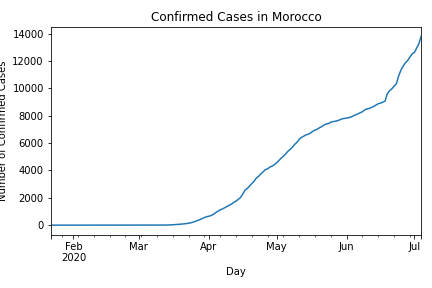 Confirmed Cases in Morocco
Number of Confirmed Cases
14000
12000
10000
8000
6000
4000
2000
0
Feb
2020
Mar
Apr
May
Jun
Jul
Day